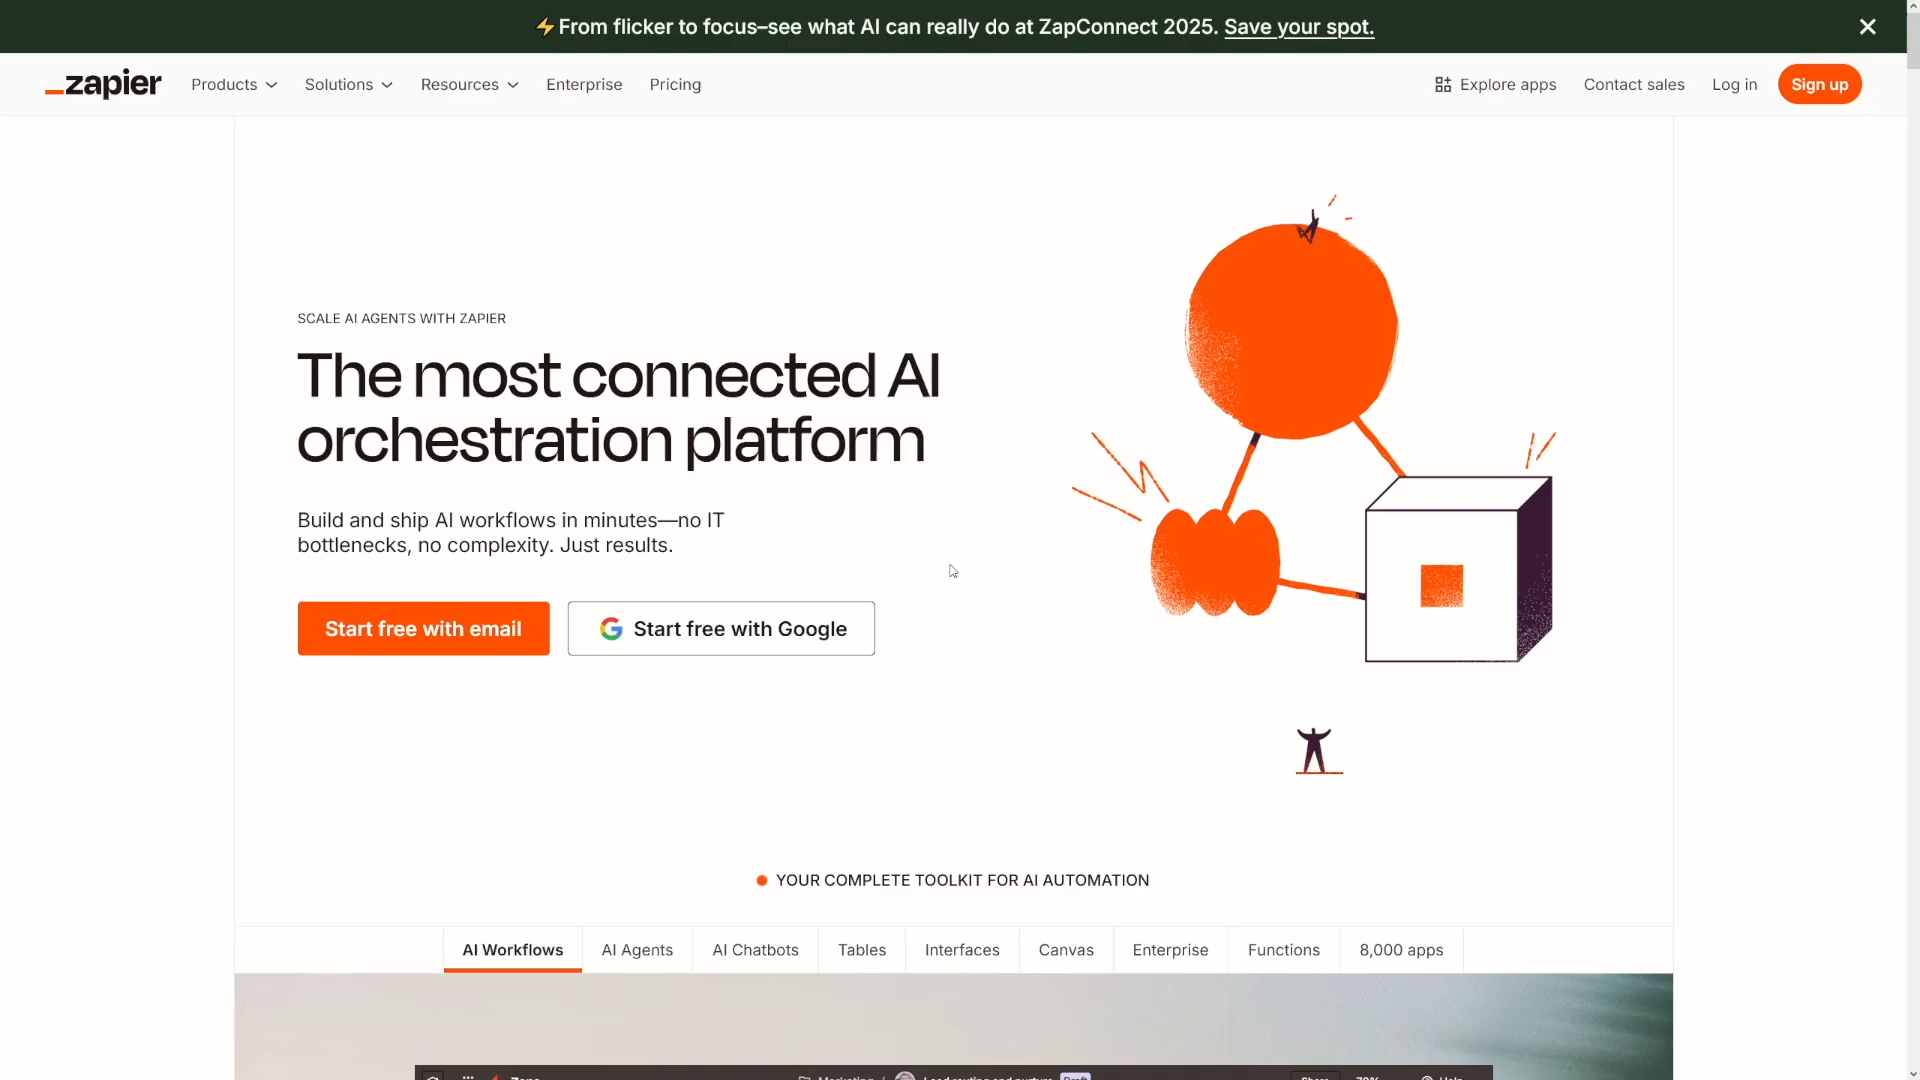 ⚡From flicker to focus–see what AI can really do at ZapConnect 2025. Save your spot.
zapier Products Solutions Resources Enterprise Pricing Explore apps Contact sales Log in Sign up
SCALE AI AGENTS WITH ZAPIER
The most connected AI
orchestration platform
Build and ship AI workflows in minutes—no IT
bottlenecks, no complexity. Just results.
Start free with email Start free with Google
YOUR COMPLETE TOOLKIT FOR AI AUTOMATION
AI Workflows AI Agents AI Chatbots Tables Interfaces Canvas Enterprise Functions 8,000 apps